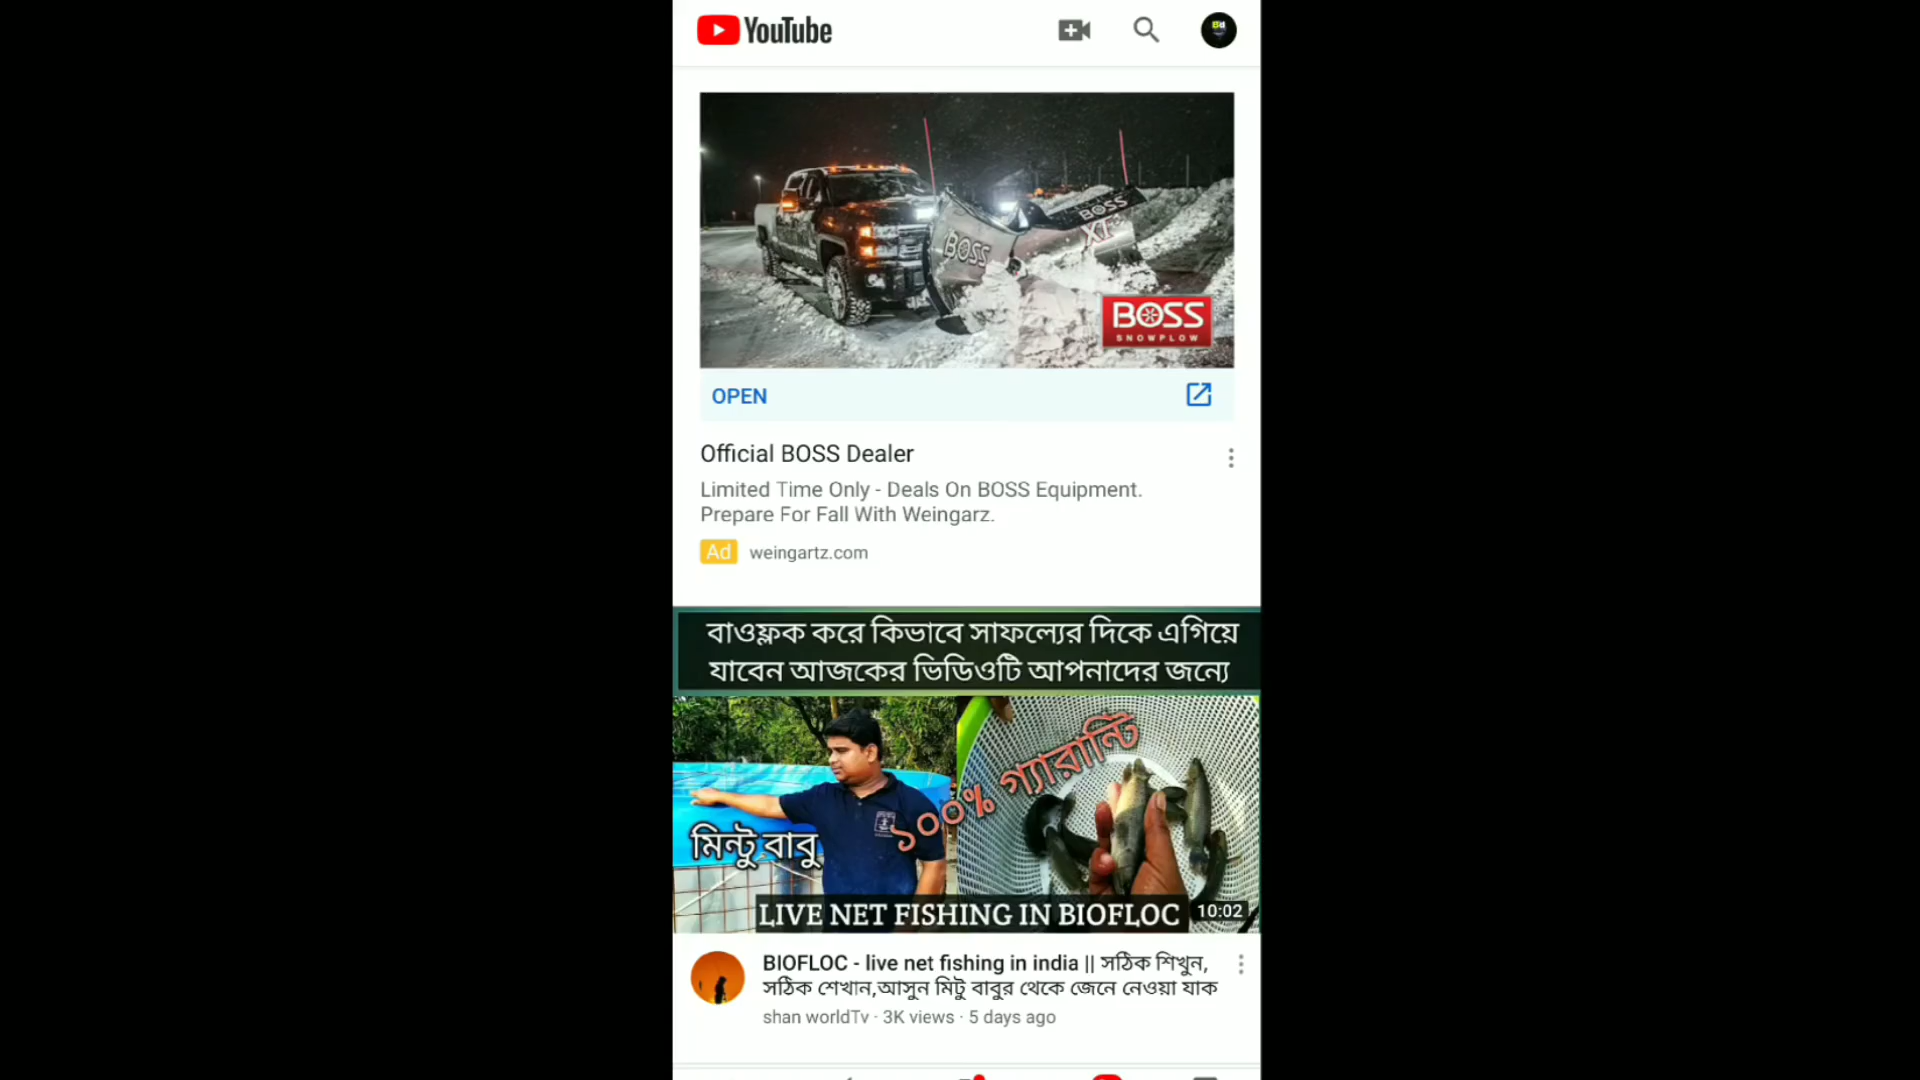 YouTube
BOSS
BOSS
XT
BOSS
SNOWPLOW
OPEN
Official BOSS Dealer
Limited Time Only - Deals On BOSS Equipment.
Prepare For Fall With Weingarz.
Ad weingartz.com
বাওফ্লক করে কিভাবে সাফল্যের দিকে এগিয়ে
যাবেন আজকের ভিডিওটি আপনাদের জন্যে
১০০% গ্যারান্টি
মিন্টু বাবু
LIVE NET FISHING IN BIOFLOC 10:02
BIOFLOC - live net fishing in india || সঠিক শিখুন,
সঠিক শেখান,আসুন মিটু বাবুর থেকে জেনে নেওয়া যাক
shan worldTv · 3K views · 5 days ago